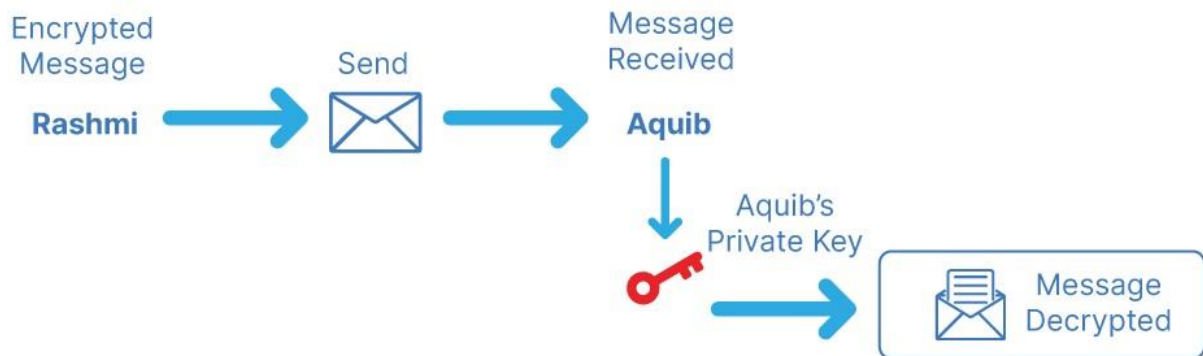 Encrypted
Message
Rashmi
Send
Message
Received
Aquib
Aquib’s
Private Key
Message
Decrypted